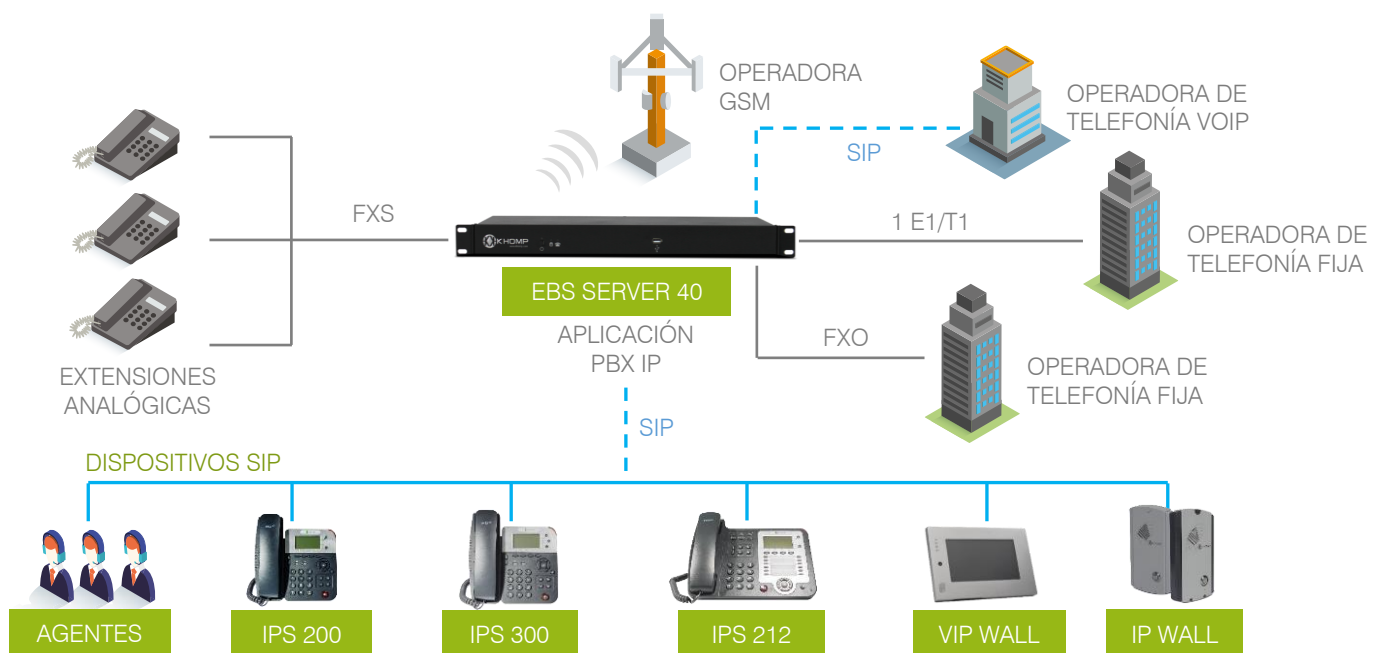 OPERADORA
GSM
OPERADORA DE
TELEFONÍA VOIP
SIP
FXS
1 E1/T1
OPERADORA DE
TELEFONÍA FIJA
KHOMP
EBS SERVER 40
APLICACIÓN
PBX IP
FXO
OPERADORA DE
TELEFONÍA FIJA
EXTENSIONES
ANALÓGICAS
SIP
DISPOSITIVOS SIP
AGENTES
IPS 200
IPS 300
IPS 212
VIP WALL
IP WALL